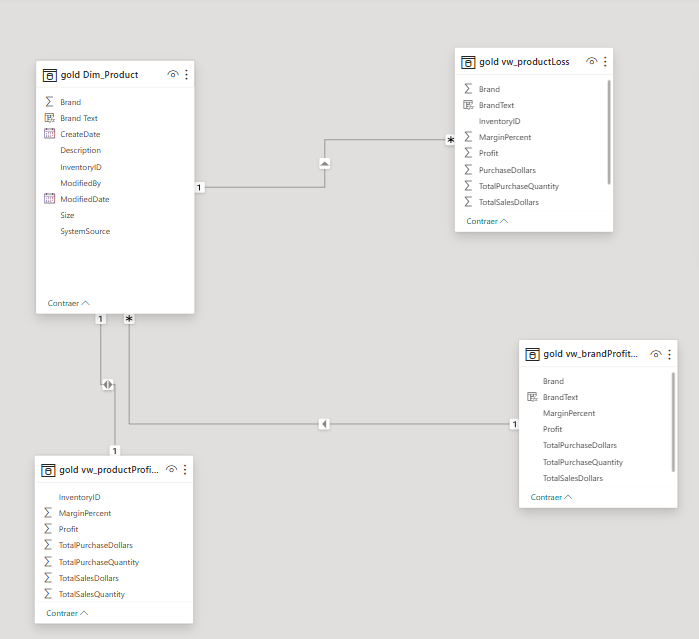 gold Dim_Product
Brand
Brand Text
CreateDate
Description
InventoryID
ModifiedBy
ModifiedDate
Size
SystemSource
Contraer
1
1
*
gold vw_productLoss
Brand
BrandText
InventoryID
MarginPercent
Profit
PurchaseDollars
TotalPurchaseQuantity
TotalSalesDollars
Contraer
*
gold vw_brandProfit...
Brand
BrandText
MarginPercent
Profit
TotalPurchaseDollars
TotalPurchaseQuantity
TotalSalesDollars
Contraer
1
1
gold vw_productProfi...
InventoryID
MarginPercent
Profit
TotalPurchaseDollars
TotalPurchaseQuantity
TotalSalesDollars
TotalSalesQuantity
Contraer